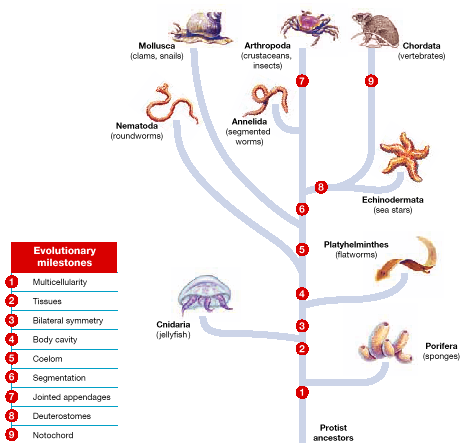 Mollusca
(clams, snails)
Arthropoda
(crustaceans,
insects)
Chordata
(vertebrates)
7
9
Nematoda
(roundworms)
Annelida
(segmented
worms)
8
Echinodermata
(sea stars)
6
5
Platyhelminthes
(flatworms)
4
Cnidaria
(jellyfish)
3
2
Porifera
(sponges)
1
Protist
ancestors
Evolutionary
milestones
1 Multicellularity
2 Tissues
3 Bilateral symmetry
4 Body cavity
5 Coelom
6 Segmentation
7 Jointed appendages
8 Deuterostomes
9 Notochord